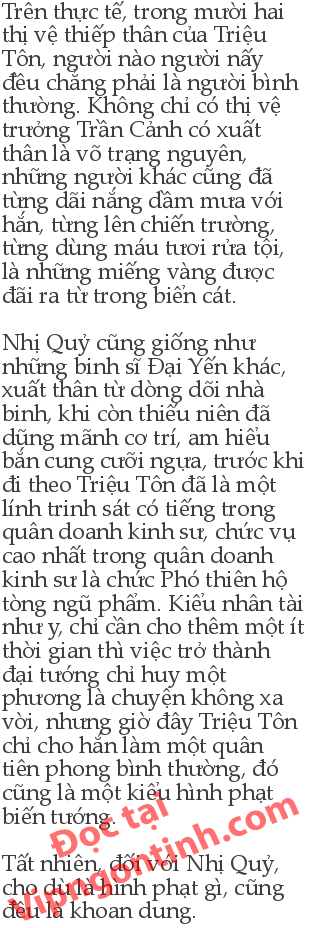 Trên thực tế, trong mười hai
thị vệ thiếp thân của Triệu
Tôn, người nào người nấy
đều chẳng phải là người bình
thường. Không chỉ có thị vệ
trưởng Trần Cảnh có xuất
thân là võ trạng nguyên,
những người khác cũng đã
từng dãi nắng dầm mưa với
hắn, từng lên chiến trường,
từng dùng máu tươi rửa tội,
là những miếng vàng được
đãi ra từ trong biển cát.
Nhị Quỷ cũng giống như
những binh sĩ Đại Yến khác,
xuất thân từ dòng dõi nhà
binh, khi còn thiếu niên đã
dũng mãnh cơ trí, am hiểu
bắn cung cưỡi ngựa, trước khi
đi theo Triệu Tôn đã là một
lính trinh sát có tiếng trong
quân doanh kinh sư, chức vụ
cao nhất trong quân doanh
kinh sư là chức Phó thiên hộ
tòng ngũ phẩm. Kiểu nhân tài
như y, chỉ cần cho thêm một ít
thời gian thì việc trở thành
đại tướng chỉ huy một
phương là chuyện không xa
vời, nhưng giờ đây Triệu Tôn
chỉ cho hắn làm một quân
tiên phong bình thường, đó
cũng là một kiểu hình phạt
biến tướng.
Tất nhiên, đối với Nhị Quỷ,
cho dù là hình phạt gì, cũng
đều là khoan dung.
Đọc tại
Vipngontinh.com